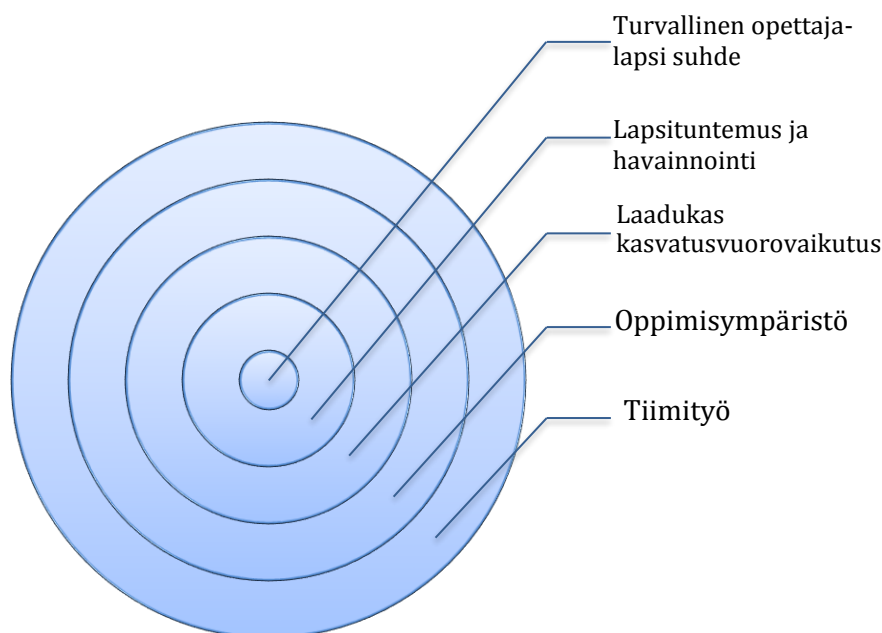 Turvallinen opettaja-
lapsi suhde
Lapsituntemus ja
havainnointi
Laadukas
kasvatusvuorovaikutus
Oppimisympäristö
Tiimityö